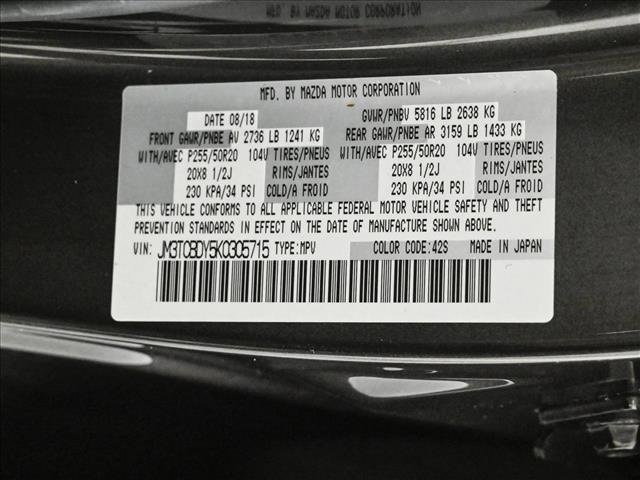 MFD. BY MAZDA MOTOR CORPORATION
DATE 08/18 GVWR/PNBV 5816 LB 2638 KG
FRONT GAWR/PNBE AV 2736 LB 1241 KG REAR GAWR/PNBE AR 3159 LB 1433 KG
WITH/AVEC P255/50R20 104V TIRES/PNEUS WITH/AVEC P255/50R20 104V TIRES/PNEUS
20X8 1/2J RIMS/JANTES 20X8 1/2J RIMS/JANTES
230 KPA/34 PSI COLD/A FROID 230 KPA/34 PSI COLD/A FROID
THIS VEHICLE CONFORMS TO ALL APPLICABLE FEDERAL MOTOR VEHICLE SAFETY AND THEFT
PREVENTION STANDARDS IN EFFECT ON THE DATE OF MANUFACTURE SHOWN ABOVE.
VIN: JM3TCBDY5K0305715 TYPE:MPV COLOR CODE:42S MADE IN JAPAN